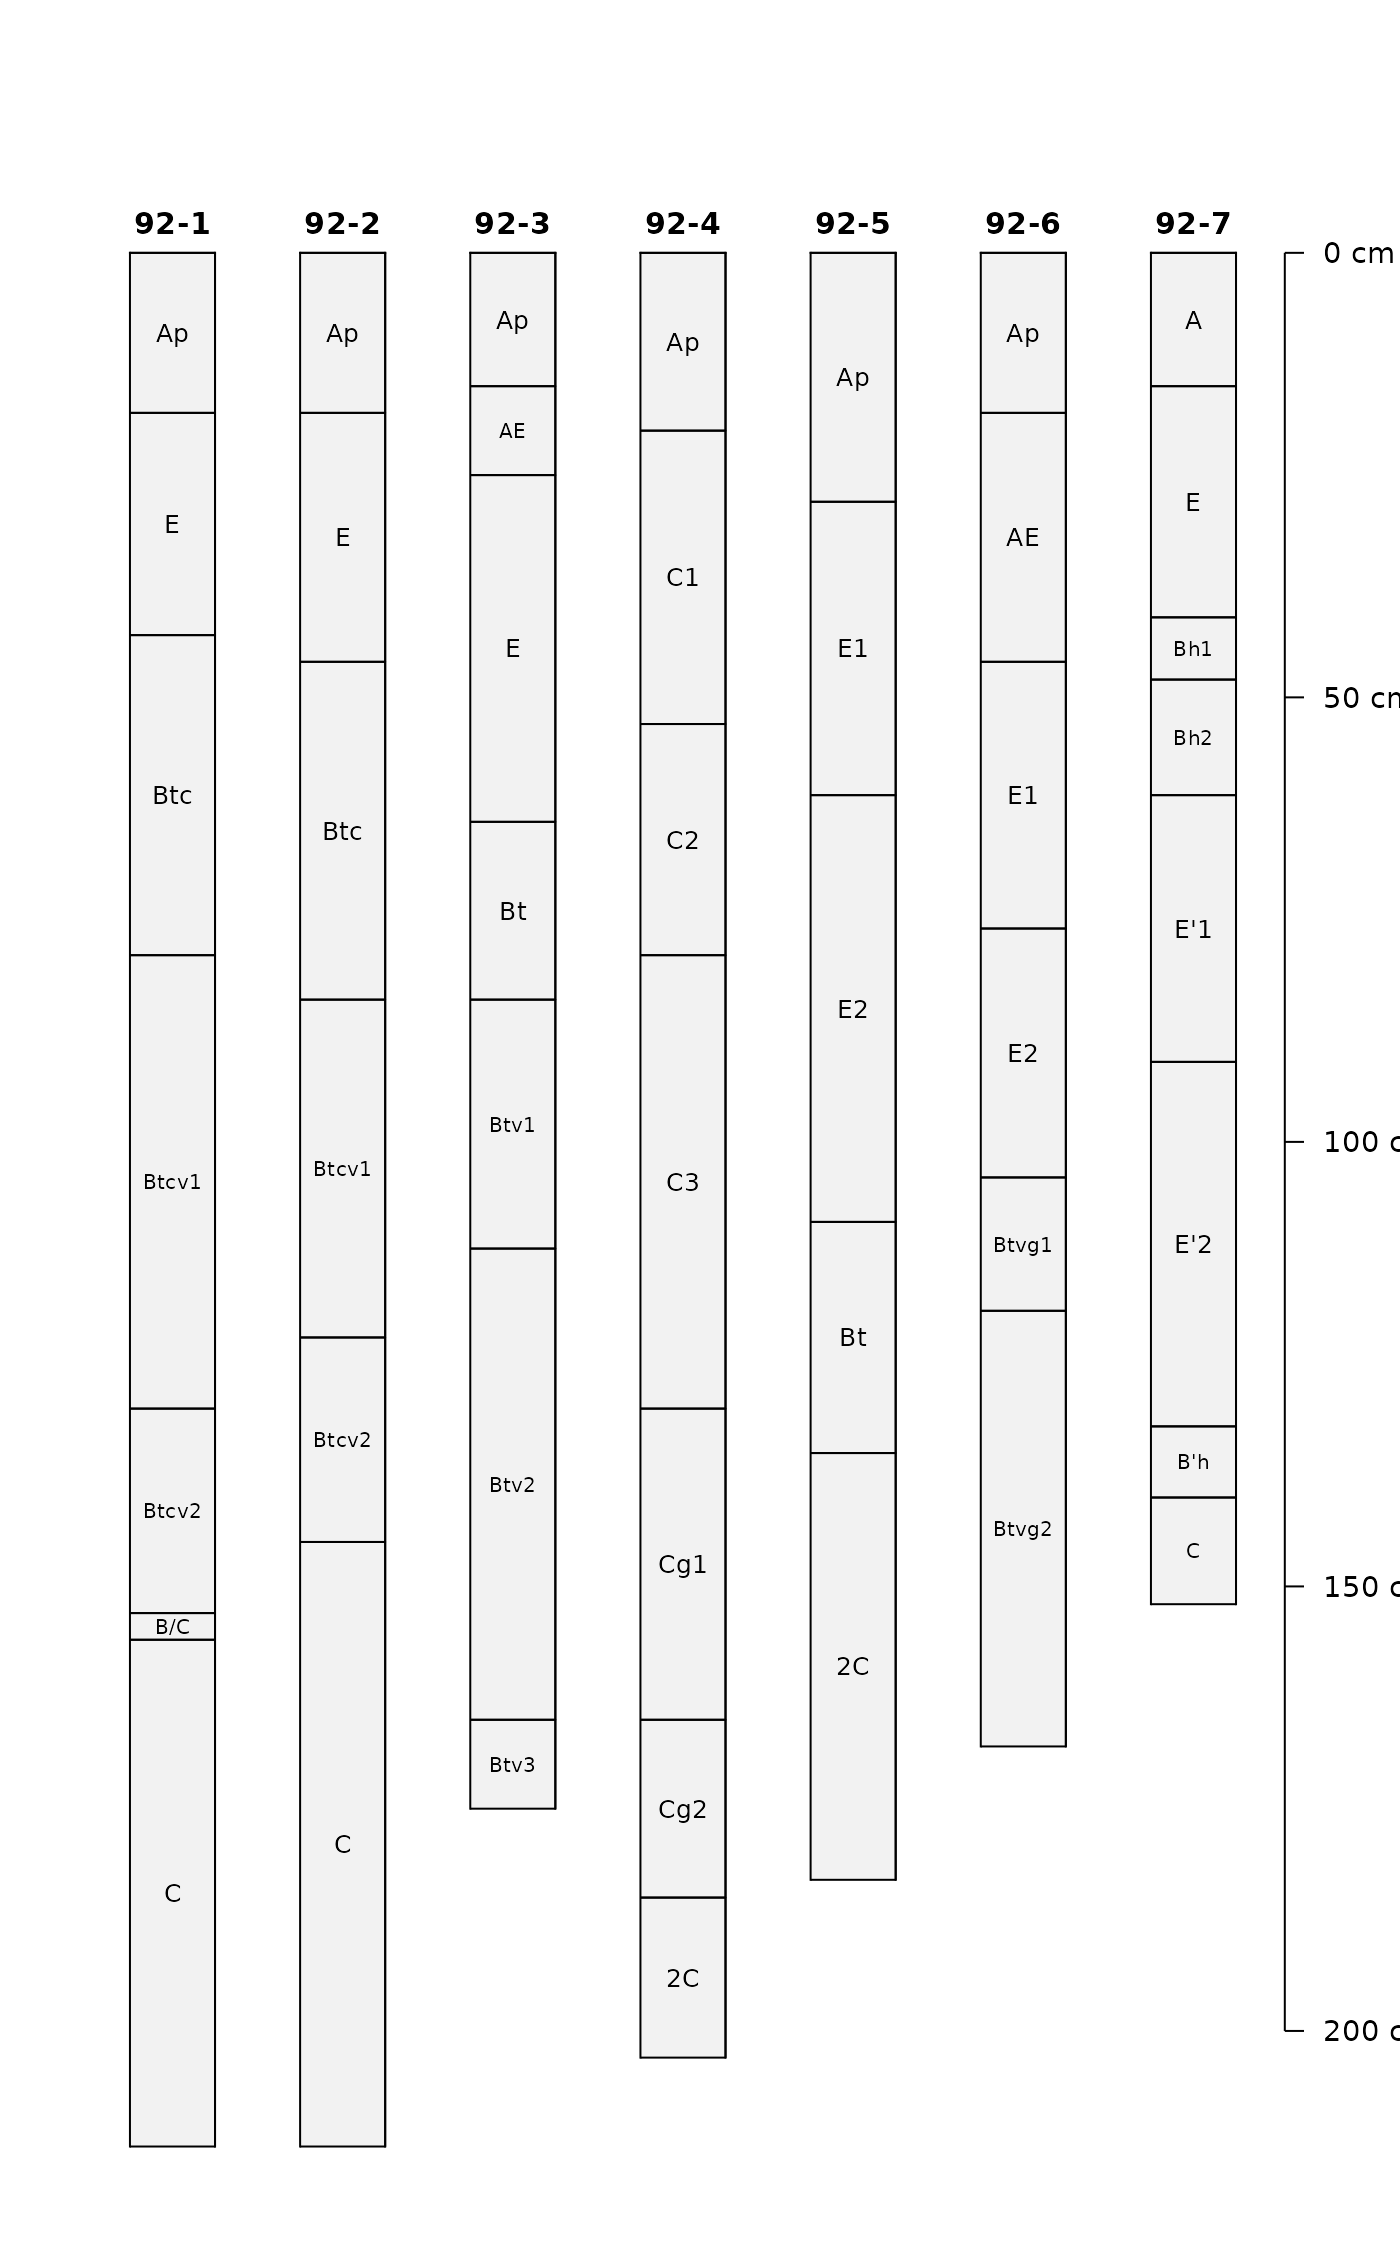 92-1 92-2 92-3 92-4 92-5 92-6 92-7
0 cm
Ap Ap Ap Ap Ap Ap A
AE
E E E C1 E1 AE E
Bh1
50 cm
Bh2
Btc Btc Bt C2 E2 E1 E'1
Btcv1 Btcv1 Btv1 C3 Bt E2 E'2
100 c
Btvg1
Btcv2 Btcv2 Btv2 Cg1 2C Btvg2 B'h
C
150 c
B/C
Btv3 Cg2
C C 2C
200 c